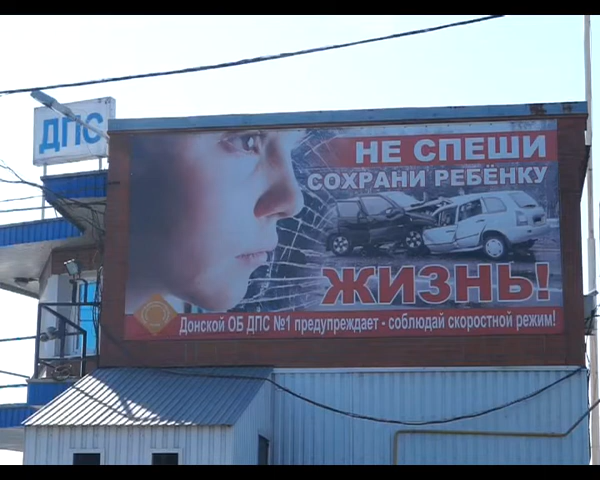 ДПС
НЕ СПЕШИ
СОХРАНИ РЕБЁНКУ
ЖИЗНЬ!
Донской ОБ ДПС №1 предупреждает - соблюдай скоростной режим!